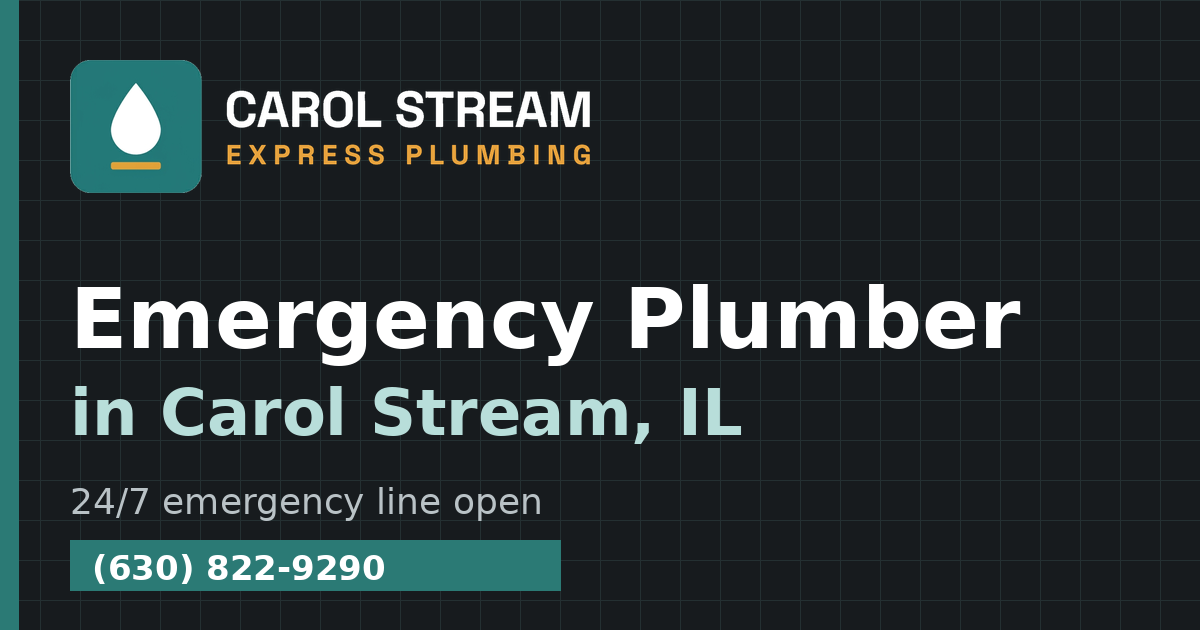 CAROL STREAM
EXPRESS PLUMBING
Emergency Plumber
in Carol Stream, IL
24/7 emergency line open
(630) 822-9290